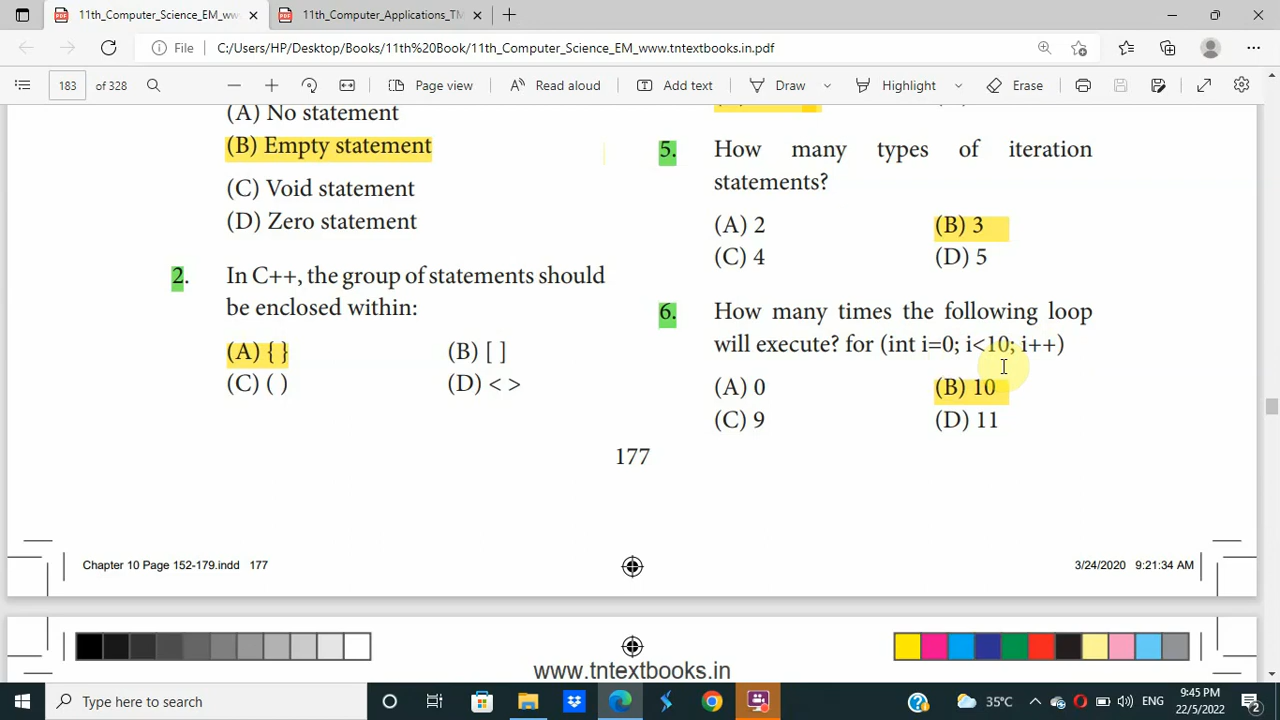 11th_Computer_Science_EM_ww
11th_Computer_Applications_TM
File
C:/Users/HP/Desktop/Books/11th%20Book/11th_Computer_Science_EM_www.tntextbooks.in.pdf
183 of 328
Page view
Read aloud
Add text
Draw
Highlight
Erase
(A) No statement
(B) Empty statement
(C) Void statement
(D) Zero statement
2. In C++, the group of statements should
be enclosed within:
(A) { } (B) [ ]
(C) ( ) (D) < >
5. How many types of iteration
statements?
(A) 2 (B) 3
(C) 4 (D) 5
6. How many times the following loop
will execute? for (int i=0; i<10; i++)
(A) 0 (B) 10
(C) 9 (D) 11
177
Chapter 10 Page 152-179.indd 177
3/24/2020 9:21:34 AM
www.tntextbooks.in
Type here to search
35°C
ENG
9:45 PM
22/5/2022
2